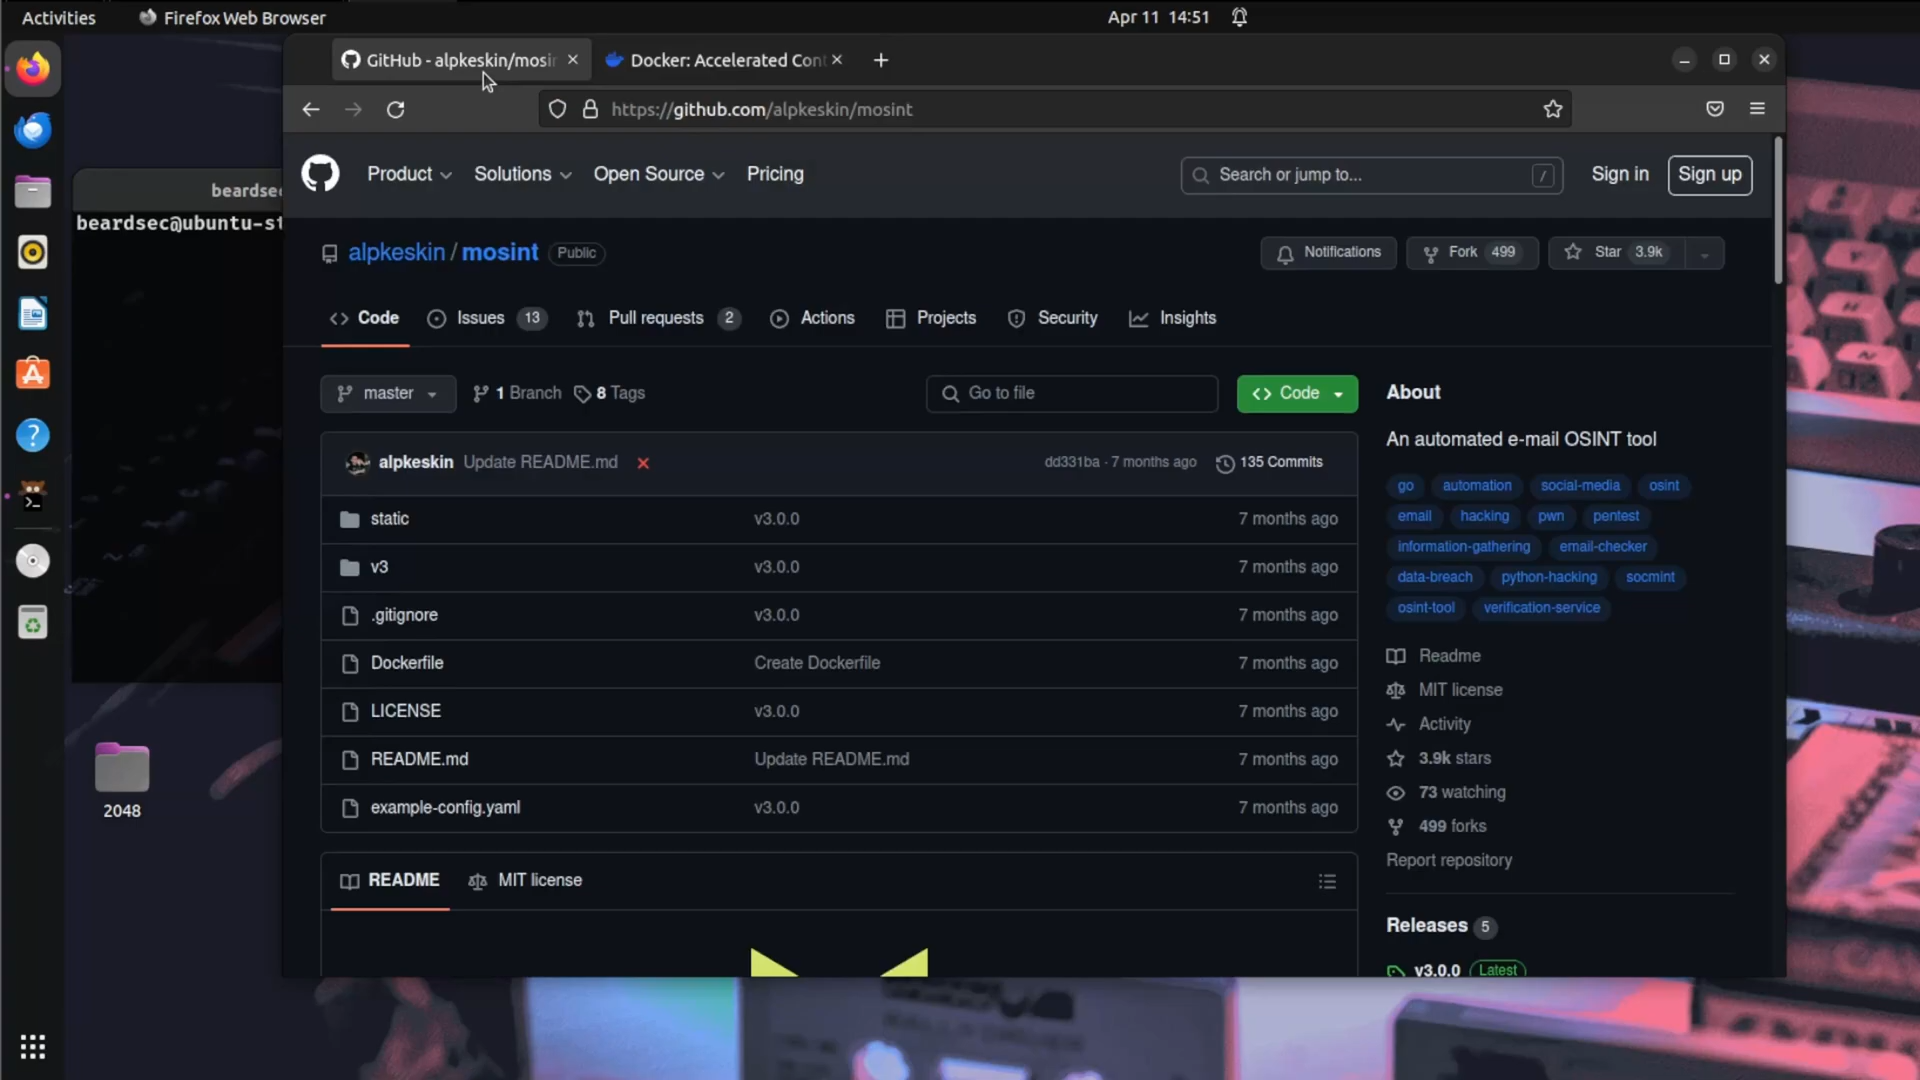 Activities
Firefox Web Browser
Apr 11 14:51
GitHub - alpkeskin/mosin
Docker: Accelerated Cont
https://github.com/alpkeskin/mosint
Product
Solutions
Open Source
Pricing
Search or jump to...
/
Sign in
Sign up
beardsec
beardsec@ubuntu-st
alpkeskin / mosint
Public
Notifications
Fork 499
Star 3.9k
Code
Issues 13
Pull requests 2
Actions
Projects
Security
Insights
master
1 Branch
8 Tags
Go to file
Code
alpkeskin Update README.md
dd331ba · 7 months ago
135 Commits
static v3.0.0 7 months ago
v3 v3.0.0 7 months ago
.gitignore v3.0.0 7 months ago
Dockerfile Create Dockerfile 7 months ago
LICENSE v3.0.0 7 months ago
README.md Update README.md 7 months ago
example-config.yaml v3.0.0 7 months ago
README
MIT license
About
An automated e-mail OSINT tool
go automation social-media osint
email hacking pwn pentest
information-gathering email-checker
data-breach python-hacking socmint
osint-tool verification-service
Readme
MIT license
Activity
3.9k stars
73 watching
499 forks
Report repository
Releases 5
v3.0.0 Latest
2048